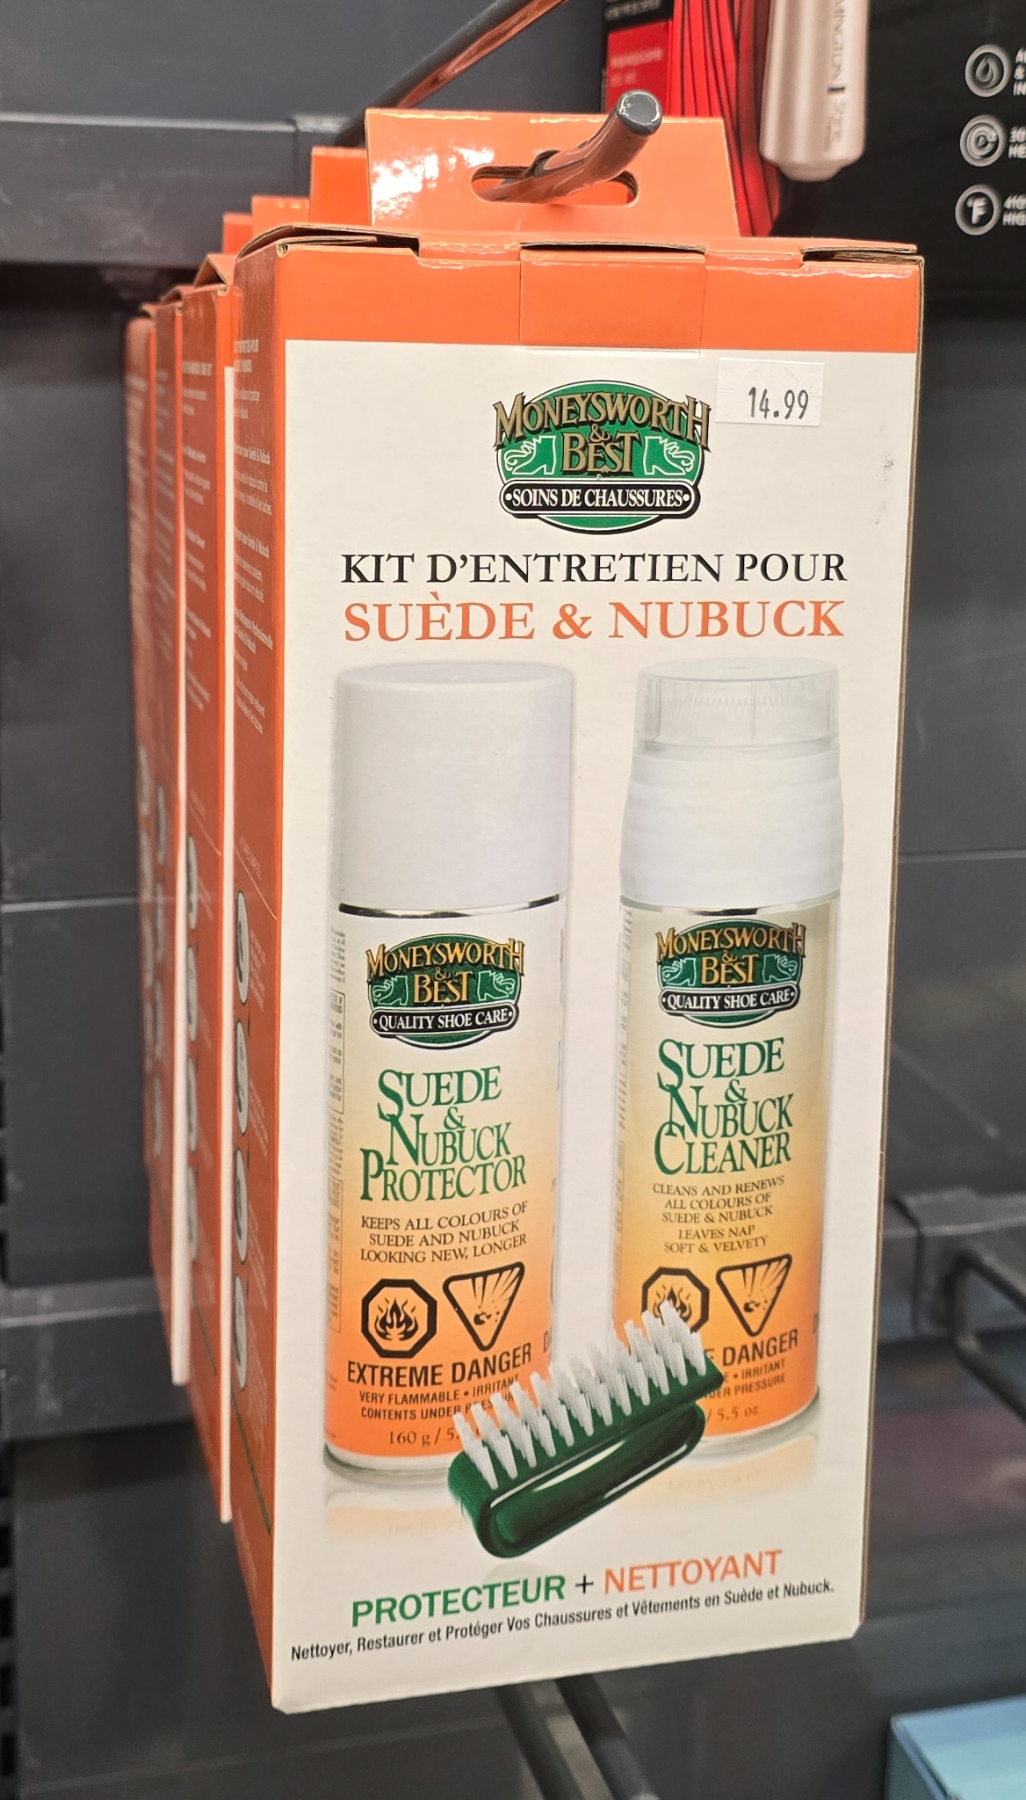 14.99
MONEYSWORTH
&
BEST
•SOINS DE CHAUSSURES•
KIT D'ENTRETIEN POUR
SUÈDE & NUBUCK
MONEYSWORTH
&
BEST
•QUALITY SHOE CARE•
SUEDE
&
NUBUCK
PROTECTOR
KEEPS ALL COLOURS OF
SUEDE AND NUBUCK
LOOKING NEW, LONGER
EXTREME DANGER
VERY FLAMMABLE • IRRITANT
CONTENTS UNDER
160 g / 5.
MONEYSWORTH
&
BEST
•QUALITY SHOE CARE•
SUEDE
&
NUBUCK
CLEANER
CLEANS AND RENEWS
ALL COLOURS OF
SUEDE & NUBUCK
LEAVES NAP
SOFT & VELVETY
DANGER
• IRRITANT
PRESSURE
/ 5.5 oz
PROTECTEUR + NETTOYANT
Nettoyer, Restaurer et Protéger Vos Chaussures et Vêtements en Suède et Nubuck.